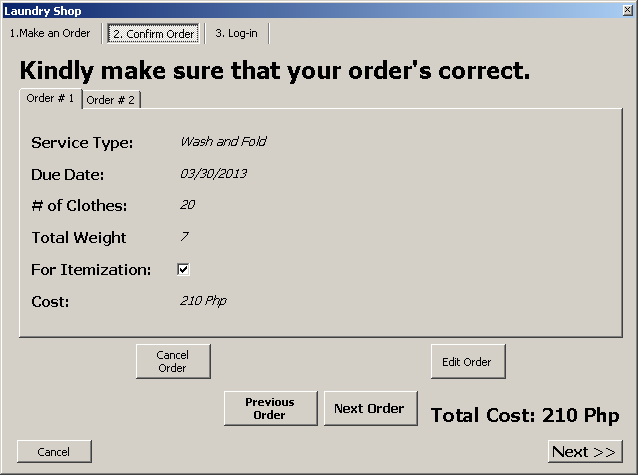 Laundry Shop
1.Make an Order 2. Confirm Order 3. Log-in
Kindly make sure that your order's correct.
Order # 1 Order # 2
Service Type: Wash and Fold
Due Date: 03/30/2013
# of Clothes: 20
Total Weight 7
For Itemization:
Cost: 210 Php
Cancel
Order
Edit Order
Previous
Order
Next Order
Total Cost: 210 Php
Cancel
Next >>